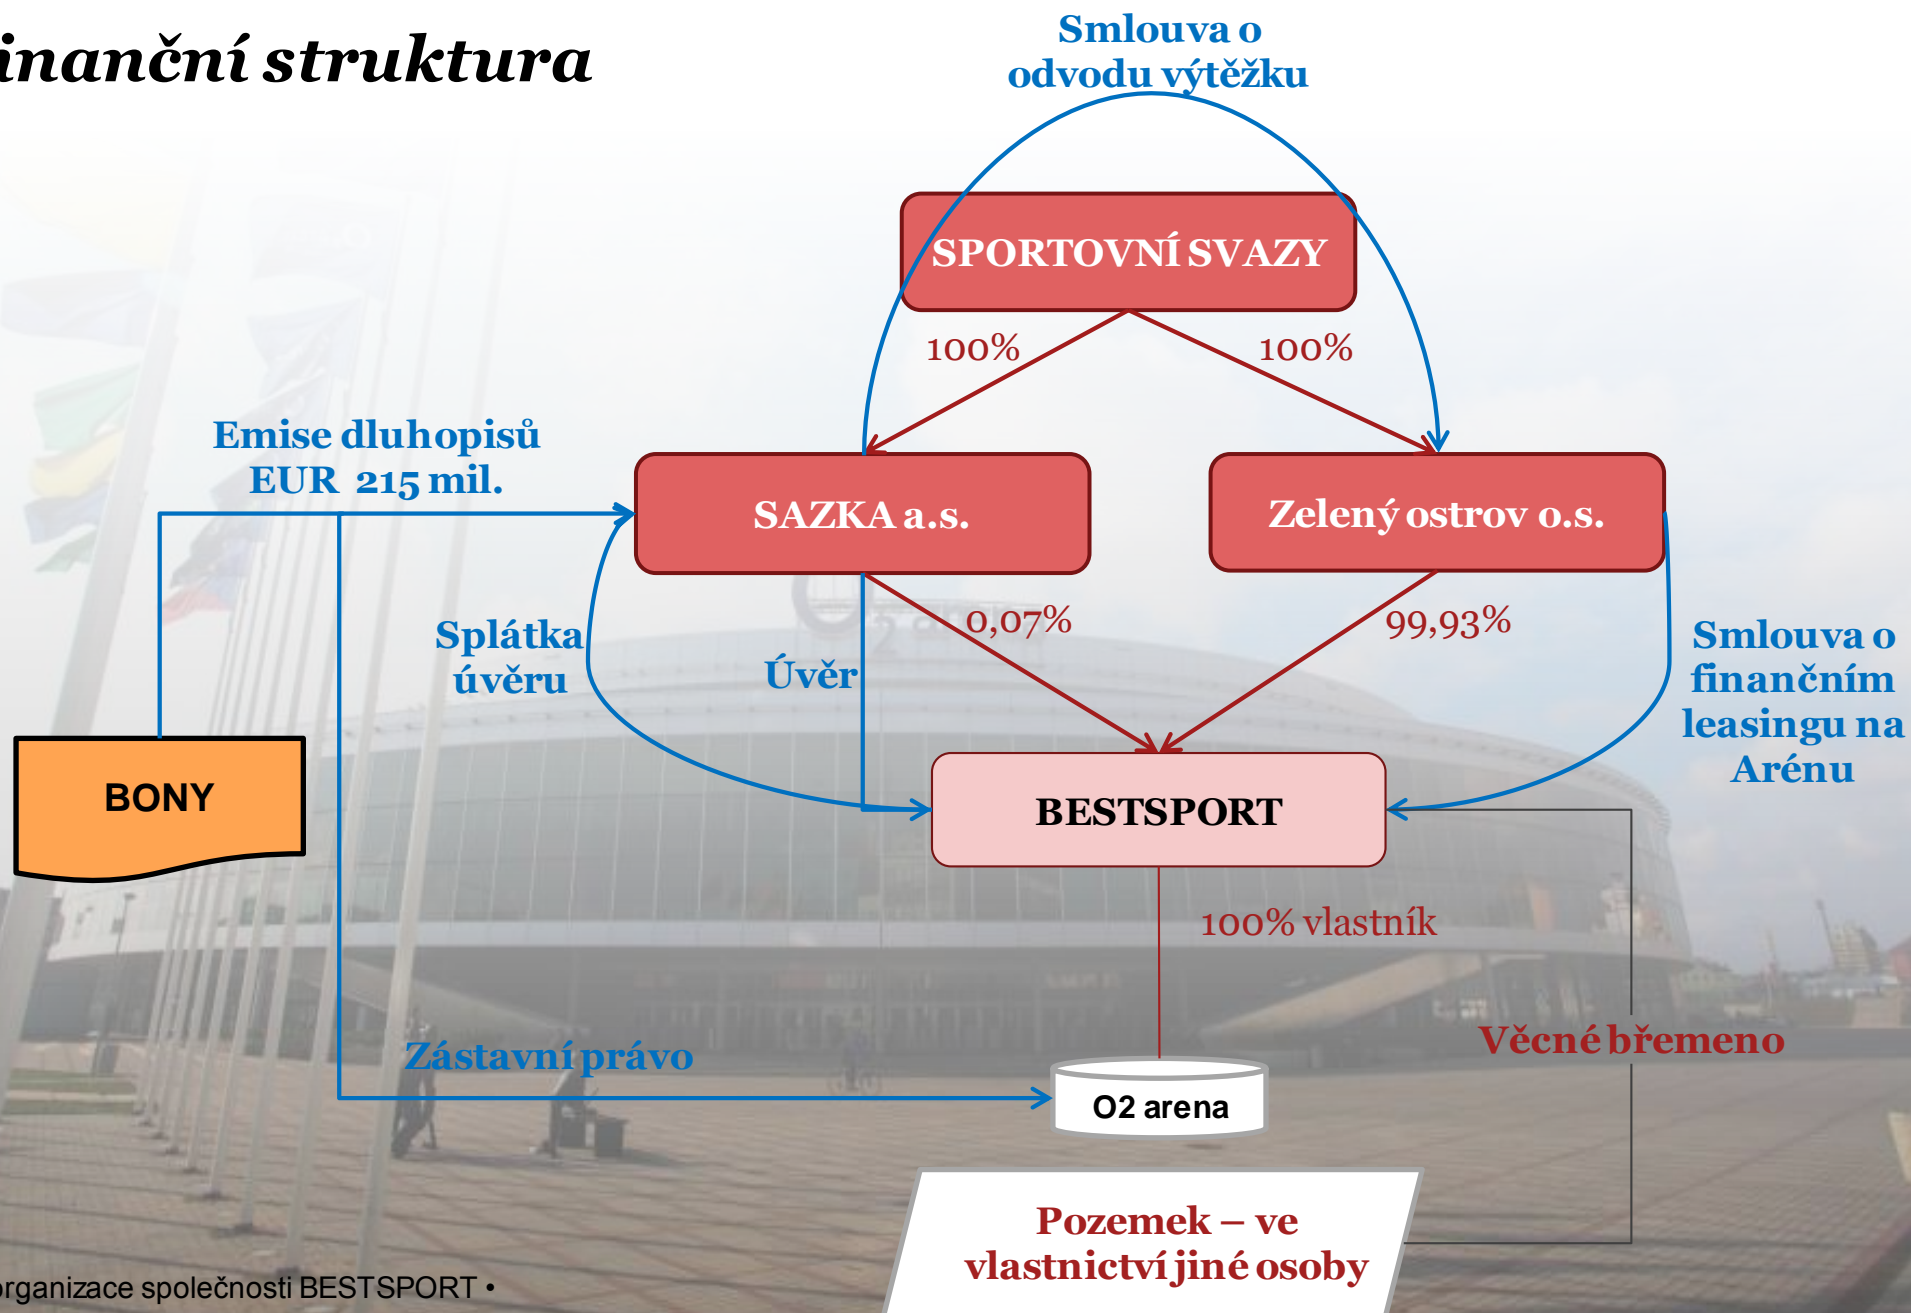 inanční struktura
Smlouva o
odvodu výtěžku
SPORTOVNÍ SVAZY
100%
100%
Emise dluhopisů
EUR 215 mil.
SAZKA a.s.
Zelený ostrov o.s.
Splátka
úvěru
Úvěr
0,07%
99,93%
Smlouva o
finančním
leasingu na
Arénu
BONY
BESTSPORT
100% vlastník
Věcné břemeno
Zástavní právo
O2 arena
Pozemek – ve
vlastnictví jiné osoby
organizace společnosti BESTSPORT •